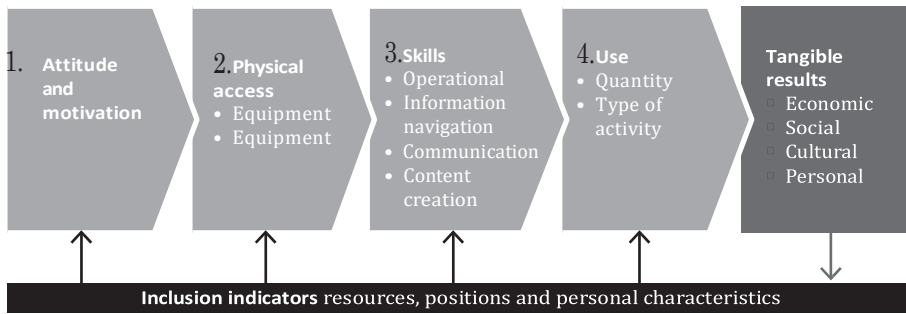 1. Attitude
and
motivation
2.Physical
access
• Equipment
• Equipment
3.Skills
• Operational
• Information
navigation
• Communication
• Content
creation
4.Use
• Quantity
• Type of
activity
Tangible
results
▫ Economic
▫ Social
▫ Cultural
▫ Personal
Inclusion indicators resources, positions and personal characteristics